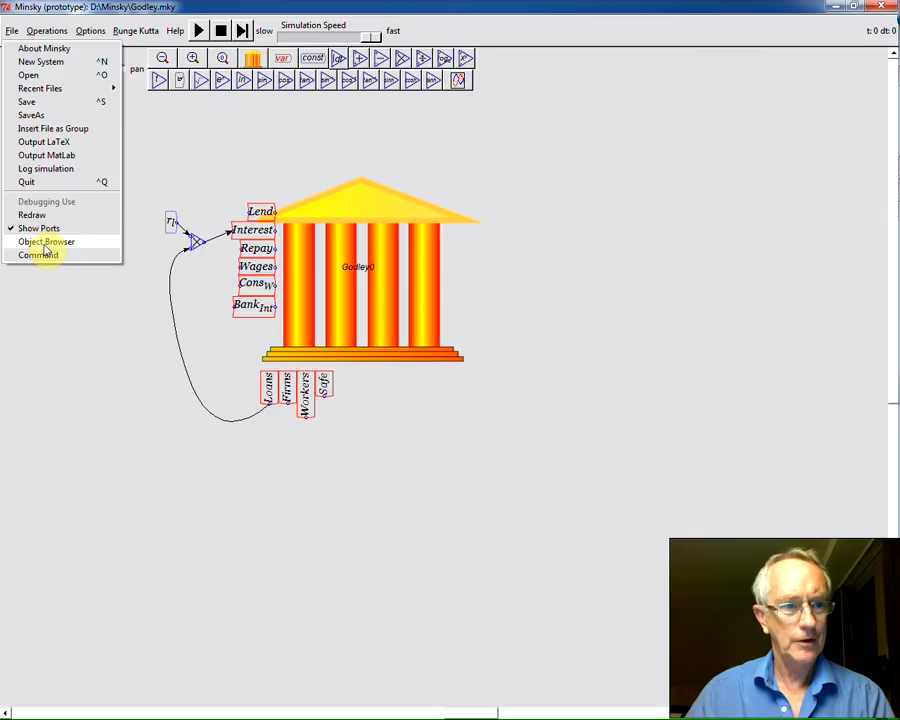 Minsky (prototype): D:\Minsky\Godley.mky
File Operations Options Runge Kutta Help slow Simulation Speed fast t: 0 dt: 0
About Minsky
New System ^N
Open ^O
Recent Files
Save ^S
SaveAs
Insert File as Group
Output LaTeX
Output MatLab
Log simulation
Quit ^Q
Debugging Use
Redraw
Show Ports
Object Browser
Command
pan
var const
Lend
Interest
Repay
Wages
ConsW
BankInt
rl
Godley0
Loans
Firms
Workers
Safe